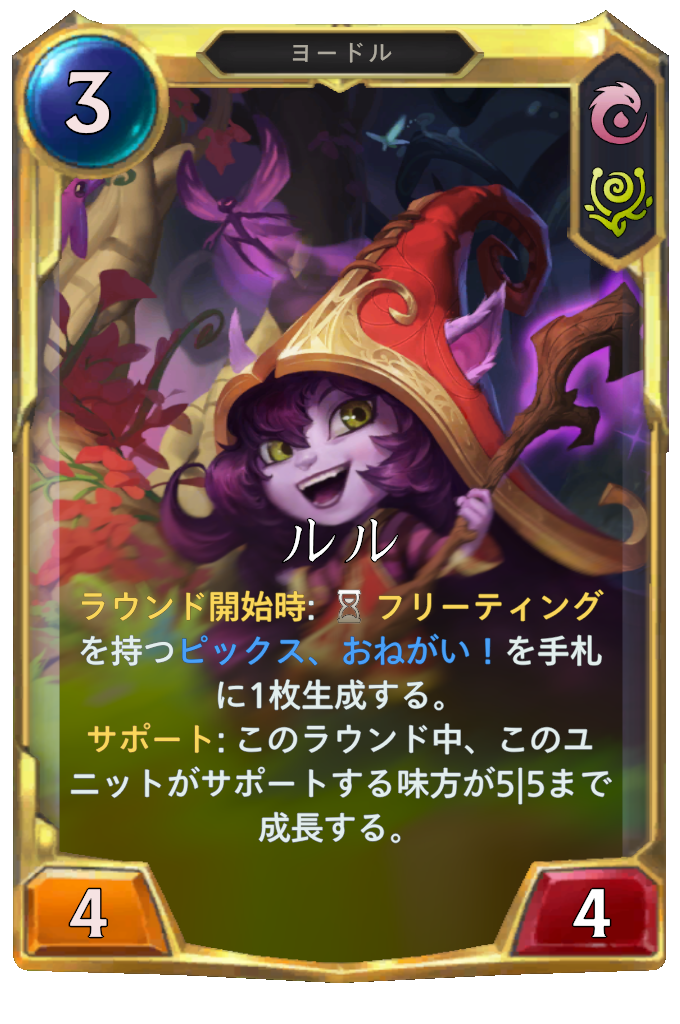 ヨードル
3
ルル
ラウンド開始時: フリーティング
を持つピックス、おねがい！を手札
に1枚生成する。
サポート: このラウンド中、このユ
ニットがサポートする味方が5|5まで
成長する。
4
4